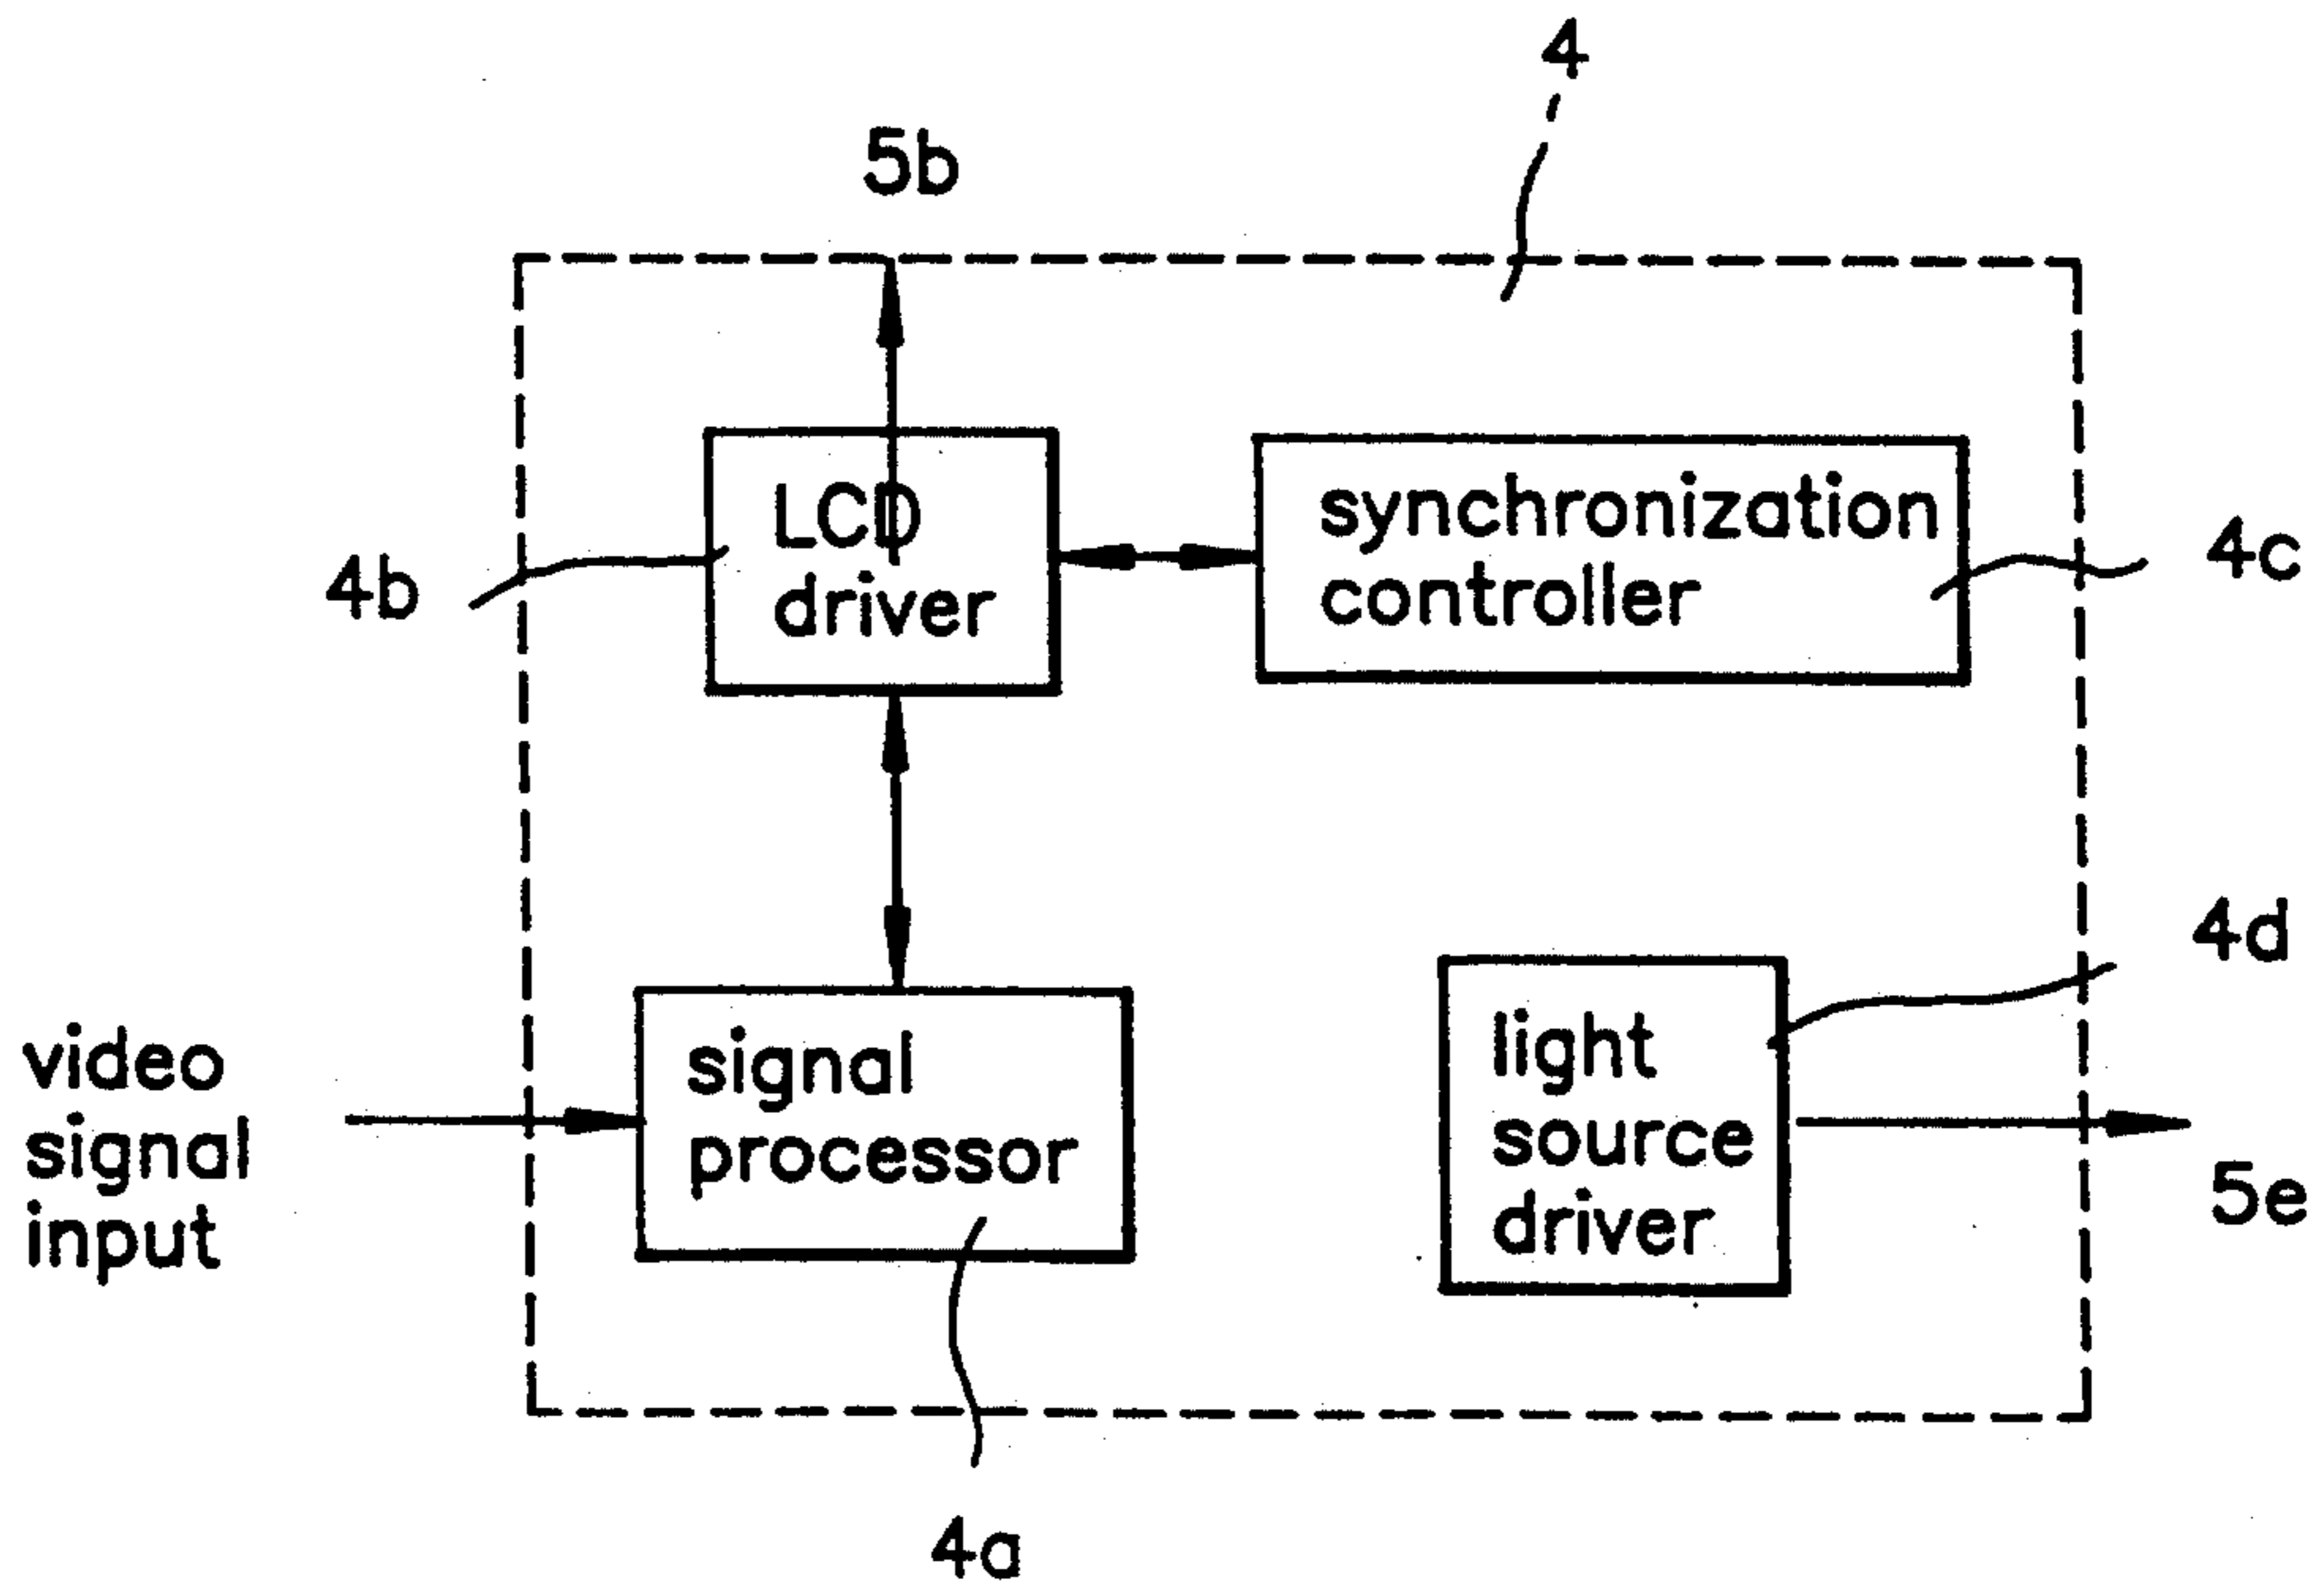 4
5b
LCD
driver
synchronization
controller
4b
4c
4d
video
signal
input
signal
processor
light
source
driver
5e
4a